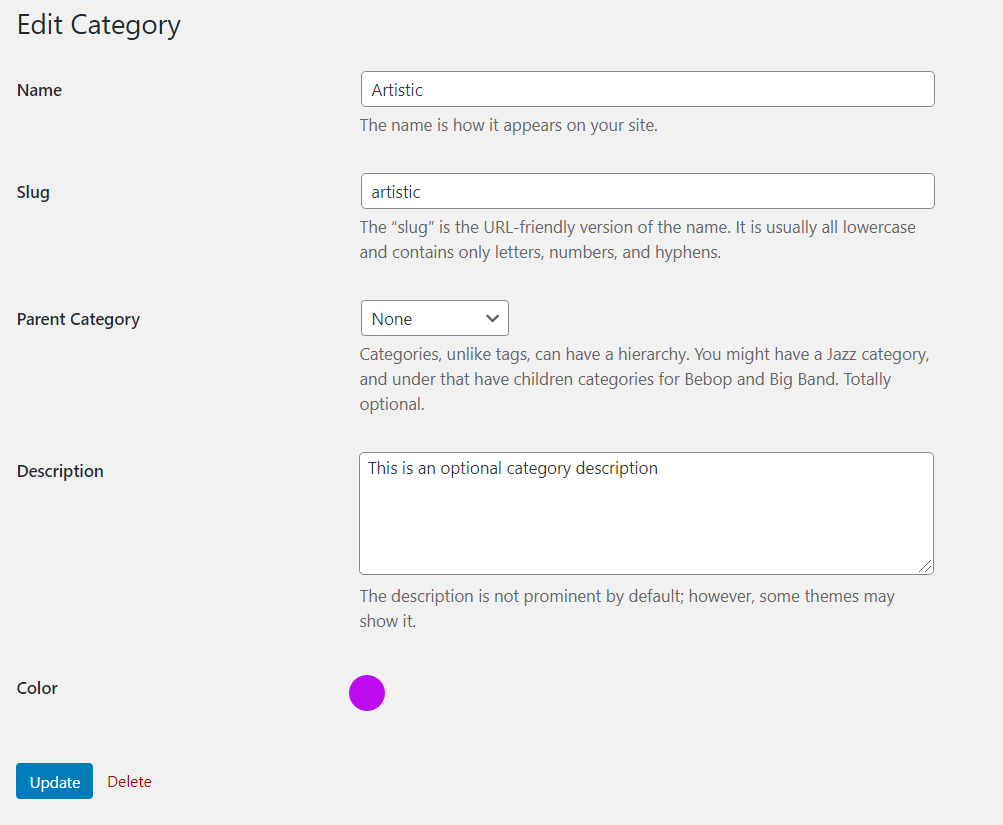 Edit Category
Name
Artistic
The name is how it appears on your site.
Slug
artistic
The “slug” is the URL-friendly version of the name. It is usually all lowercase
and contains only letters, numbers, and hyphens.
Parent Category
None
Categories, unlike tags, can have a hierarchy. You might have a Jazz category,
and under that have children categories for Bebop and Big Band. Totally
optional.
Description
This is an optional category description
The description is not prominent by default; however, some themes may
show it.
Color
Update
Delete